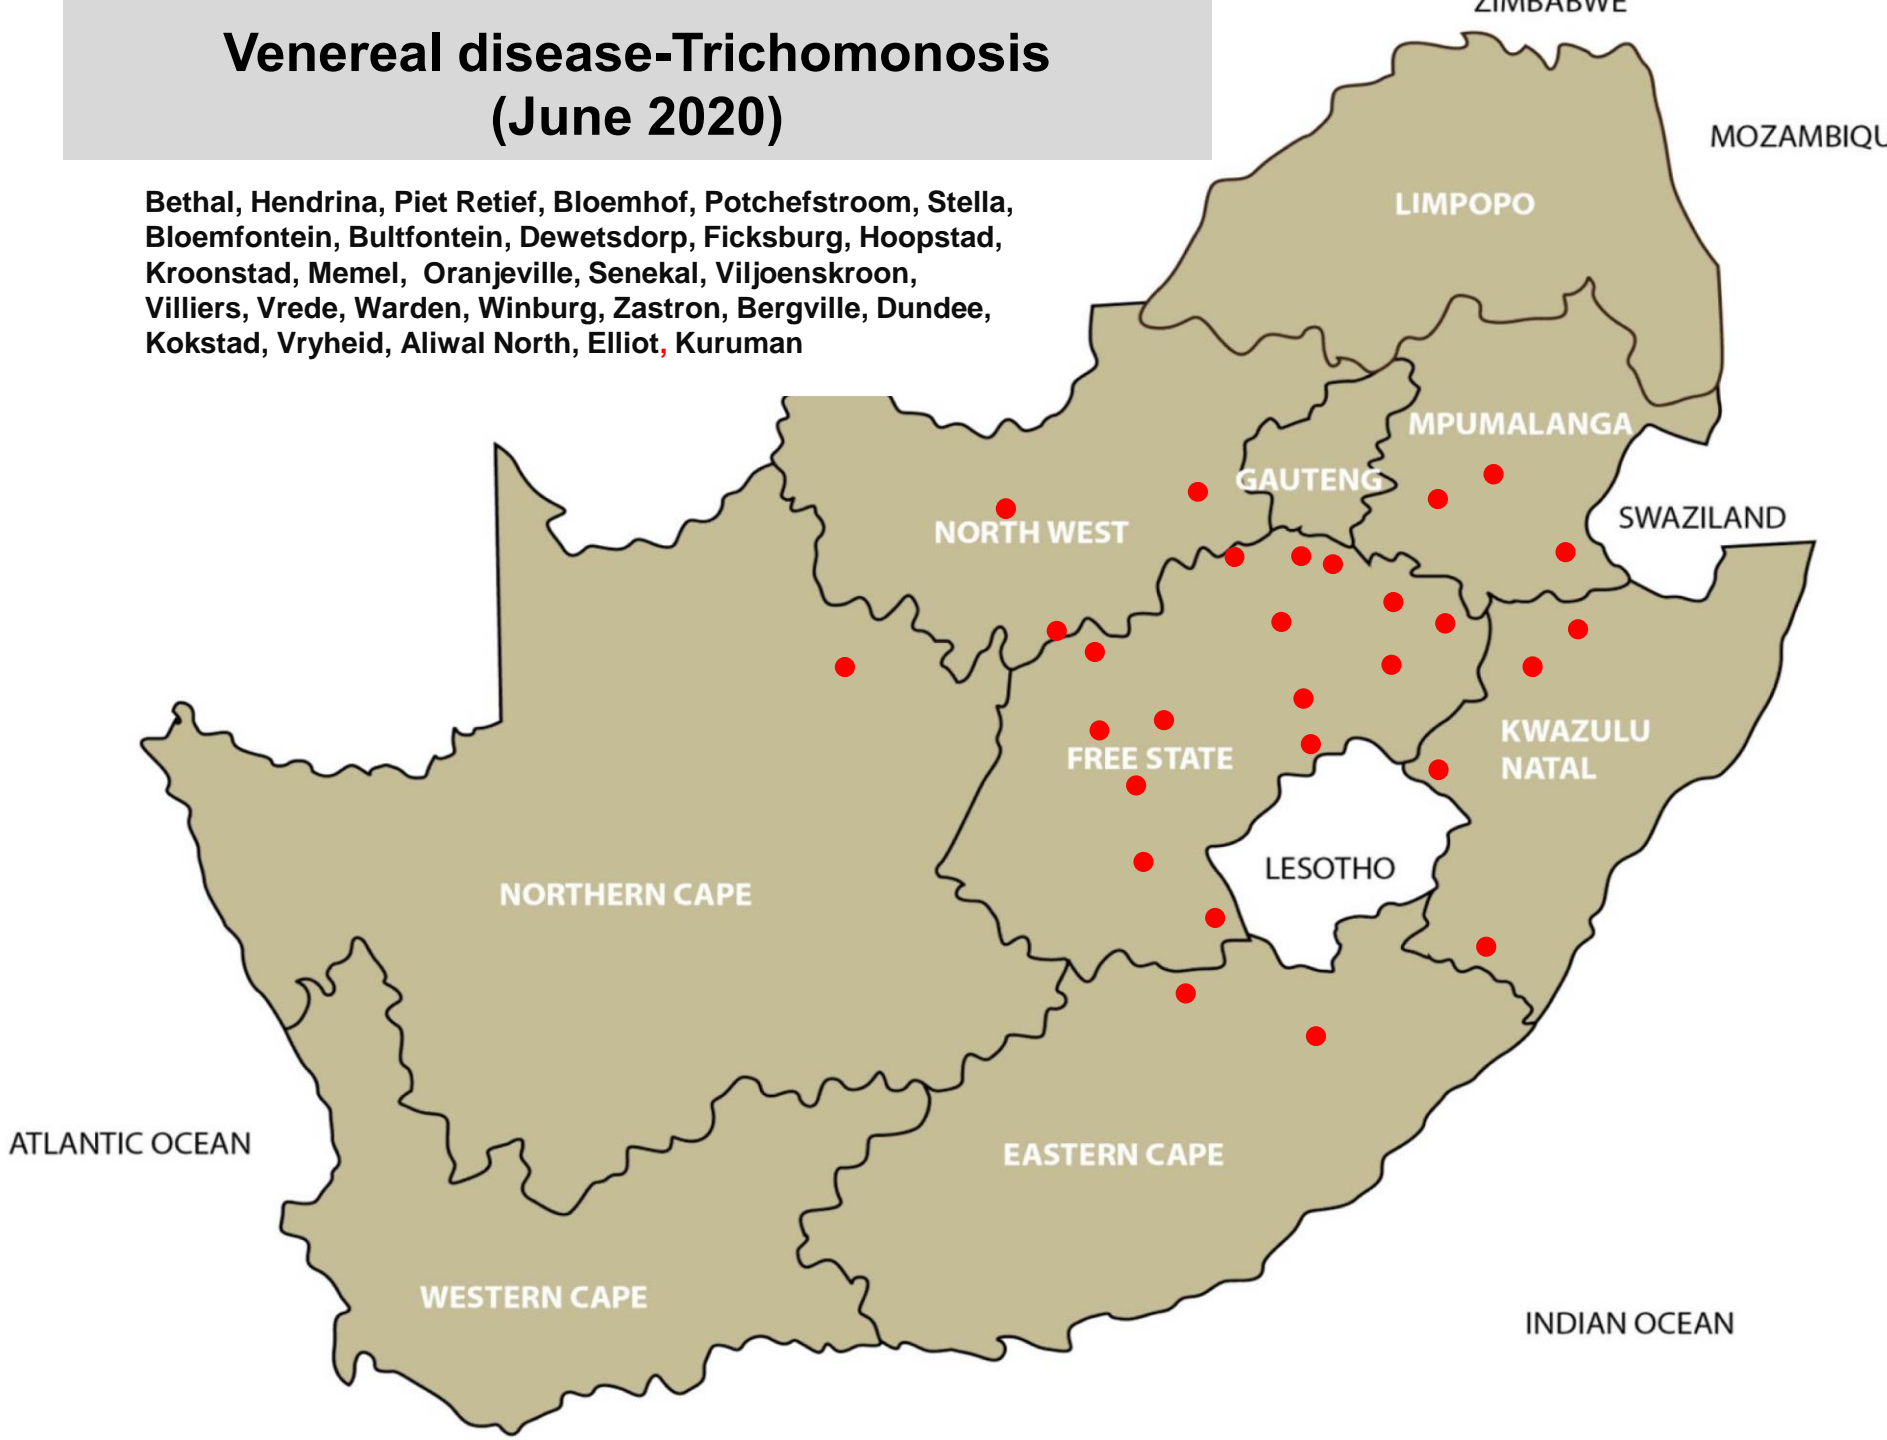 Venereal disease-Trichomonosis
(June 2020)
Bethal, Hendrina, Piet Retief, Bloemhof, Potchefstroom, Stella,
Bloemfontein, Bultfontein, Dewetsdorp, Ficksburg, Hoopstad,
Kroonstad, Memel, Oranjeville, Senekal, Viljoenskroon,
Villiers, Vrede, Warden, Winburg, Zastron, Bergville, Dundee,
Kokstad, Vryheid, Aliwal North, Elliot, Kuruman
ZIMBABWE
MOZAMBIQU
LIMPOPO
MPUMALANGA
GAUTENG
SWAZILAND
NORTH WEST
KWAZULU
NATAL
FREE STATE
LESOTHO
NORTHERN CAPE
ATLANTIC OCEAN
EASTERN CAPE
WESTERN CAPE
INDIAN OCEAN